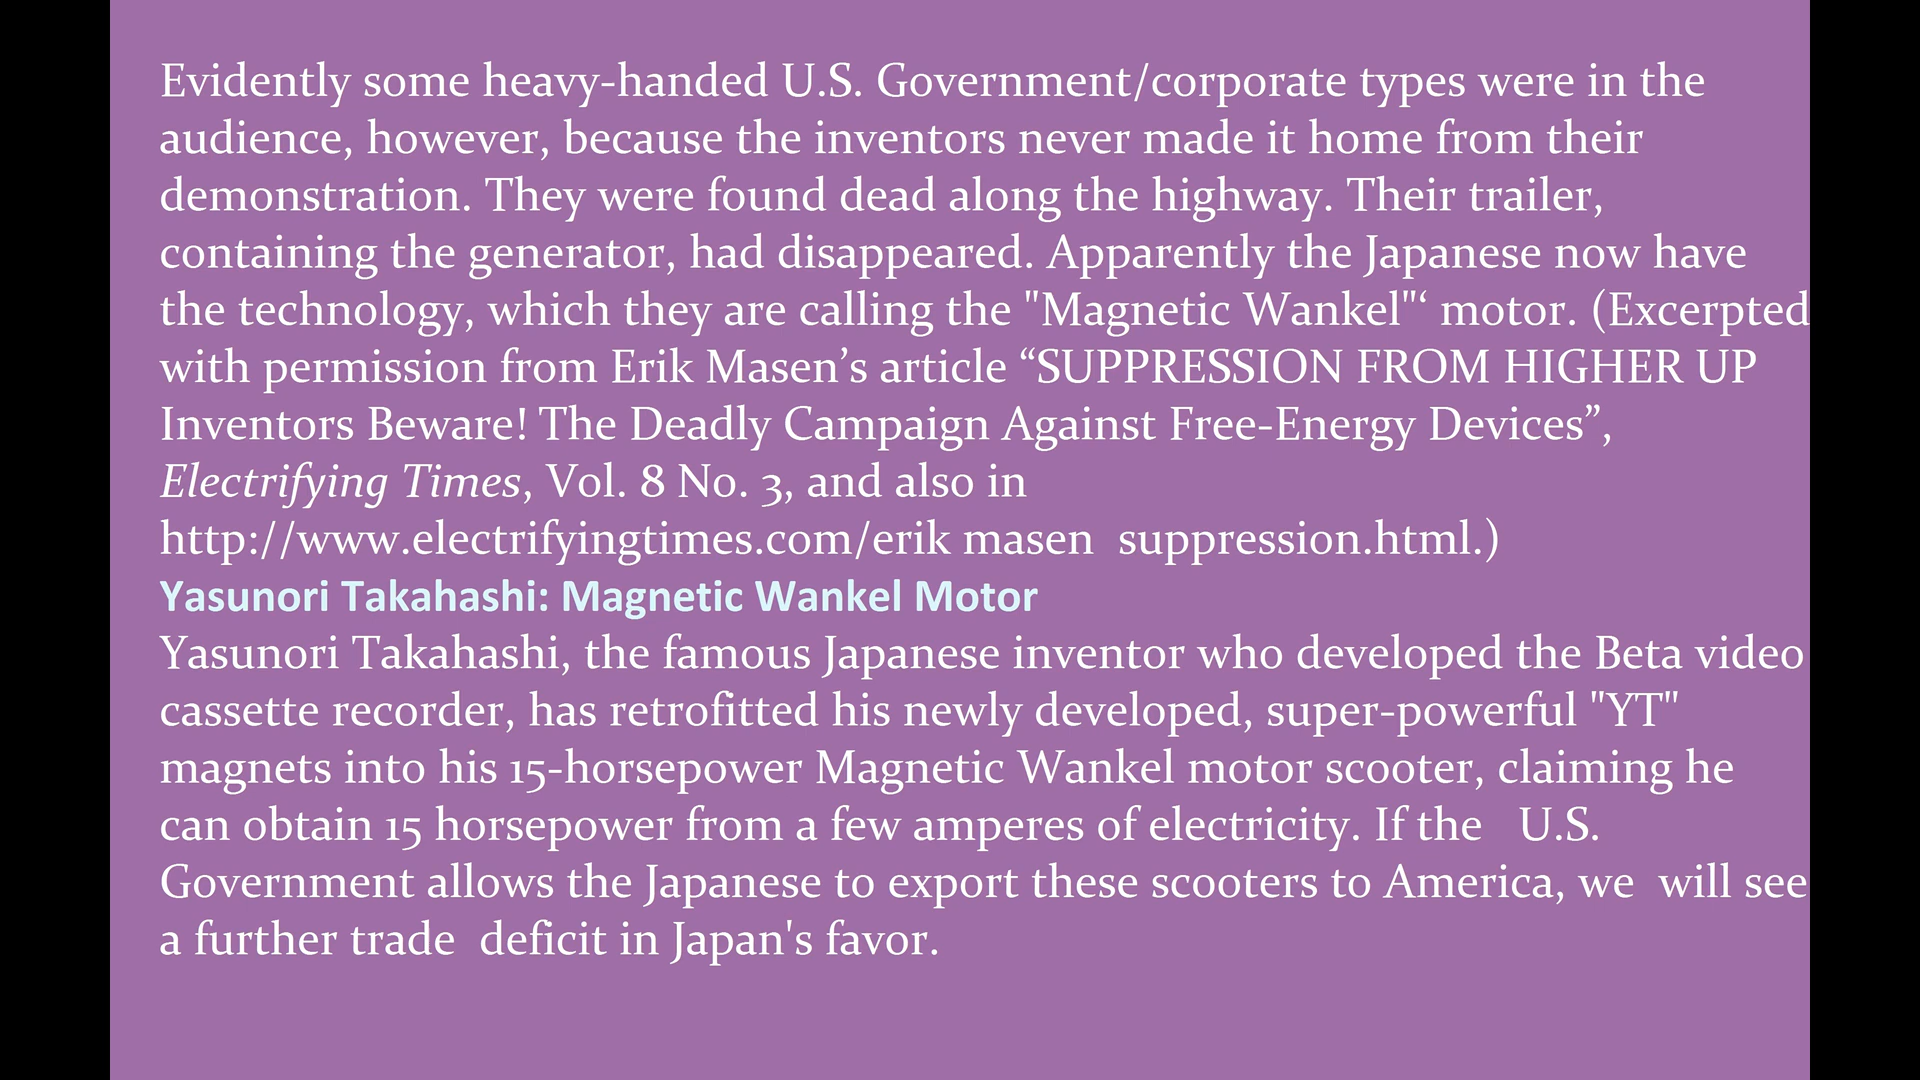 Evidently some heavy-handed U.S. Government/corporate types were in the
audience, however, because the inventors never made it home from their
demonstration. They were found dead along the highway. Their trailer,
containing the generator, had disappeared. Apparently the Japanese now have
the technology, which they are calling the "Magnetic Wankel"‘ motor. (Excerpted
with permission from Erik Masen’s article “SUPPRESSION FROM HIGHER UP
Inventors Beware! The Deadly Campaign Against Free-Energy Devices”,
Electrifying Times, Vol. 8 No. 3, and also in
http://www.electrifyingtimes.com/erik masen  suppression.html.)
Yasunori Takahashi: Magnetic Wankel Motor
Yasunori Takahashi, the famous Japanese inventor who developed the Beta video
cassette recorder, has retrofitted his newly developed, super-powerful "YT"
magnets into his 15-horsepower Magnetic Wankel motor scooter, claiming he
can obtain 15 horsepower from a few amperes of electricity. If the   U.S.
Government allows the Japanese to export these scooters to America, we  will see
a further trade  deficit in Japan's favor.